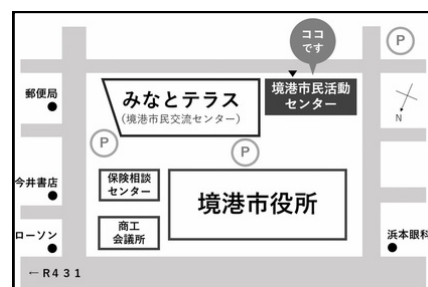 ココ
です
P
郵便局
みなとテラス
(境港市民交流センター)
境港市民活動
センター
N
P
P
今井書店
保険相談
センター
境港市役所
ローソン
商工
会議所
浜本眼科
←R431